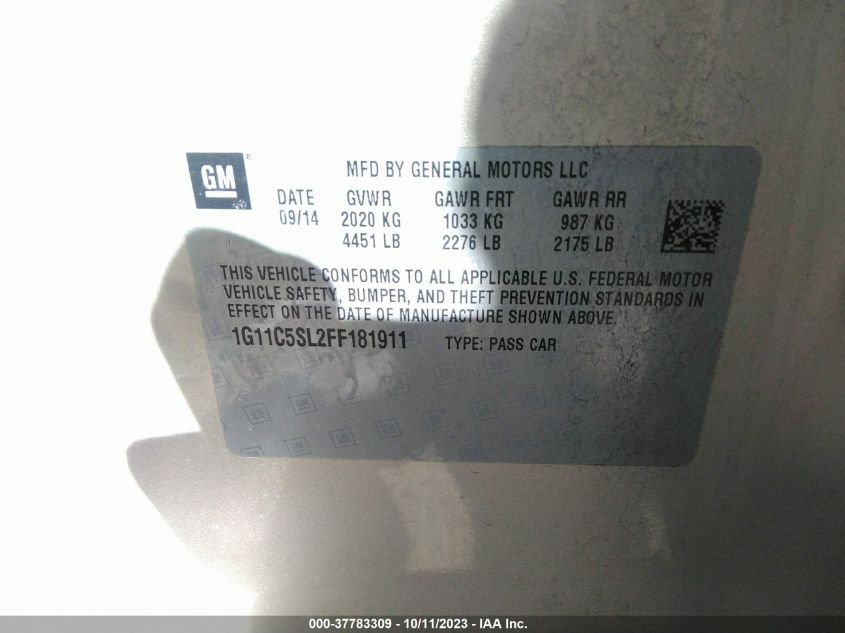 GM ®
MFD BY GENERAL MOTORS LLC
DATE GVWR GAWR FRT GAWR RR
09/14 2020 KG 1033 KG 987 KG
4451 LB 2276 LB 2175 LB
THIS VEHICLE CONFORMS TO ALL APPLICABLE U.S. FEDERAL MOTOR
VEHICLE SAFETY, BUMPER, AND THEFT PREVENTION STANDARDS IN
EFFECT ON THE DATE OF MANUFACTURE SHOWN ABOVE.
1G11C5SL2FF181911 TYPE: PASS CAR
000-37783309 - 10/11/2023 - IAA Inc.